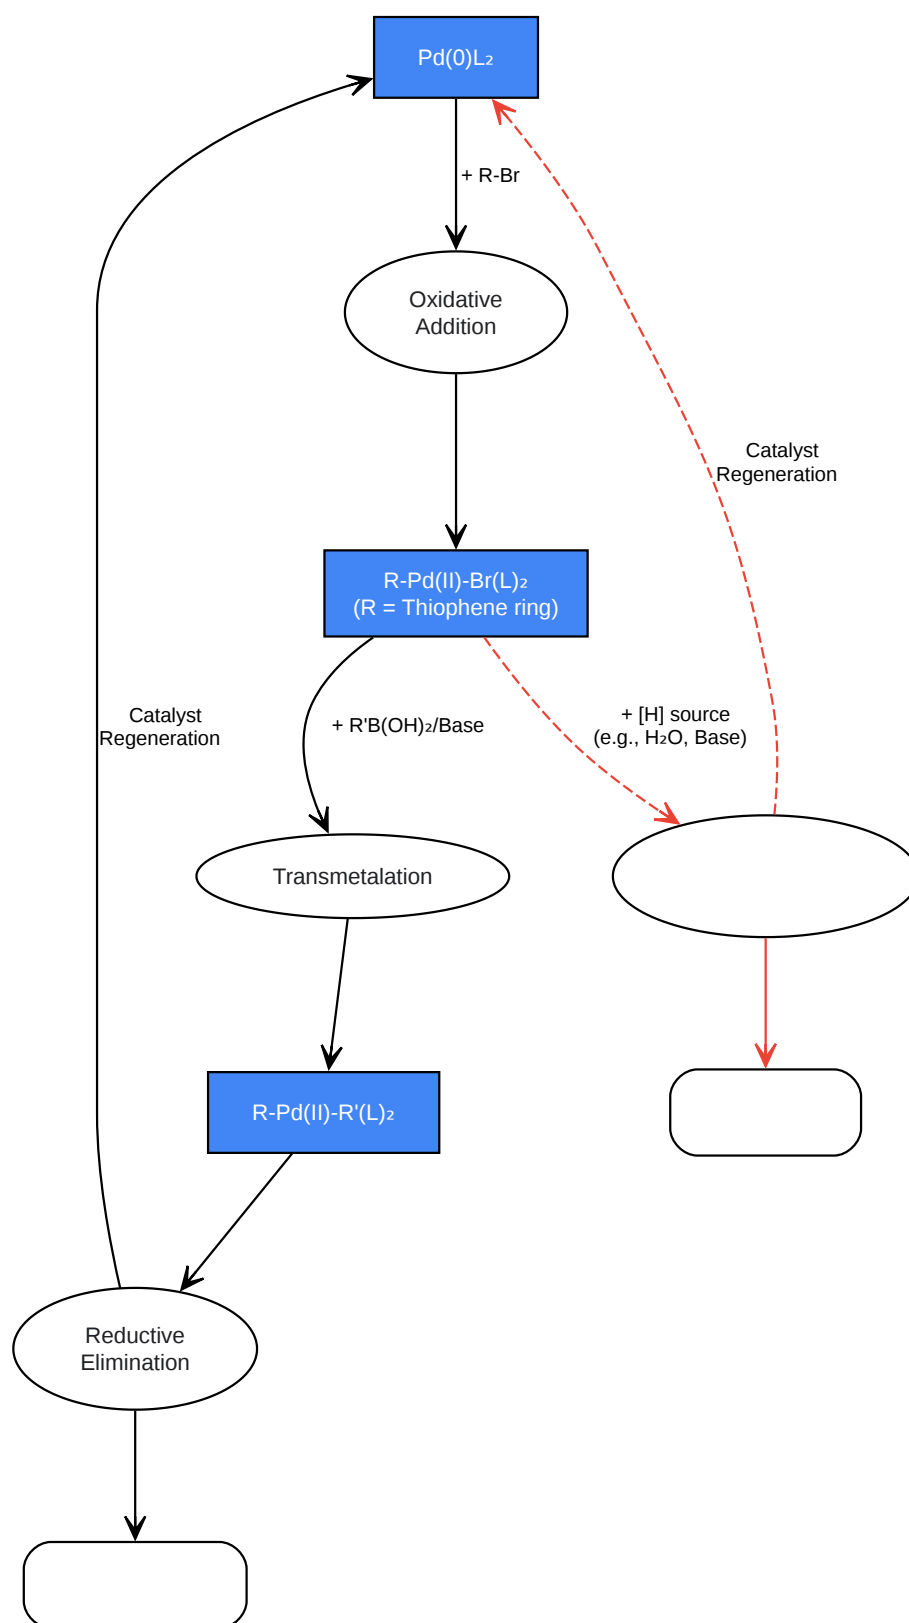 Pd(0)L₂
+ R-Br
Oxidative
Addition
Catalyst
Regeneration
R-Pd(II)-Br(L)₂
(R = Thiophene ring)
Catalyst
Regeneration
+ R'B(OH)₂/Base
+ [H] source
(e.g., H₂O, Base)
Transmetalation
R-Pd(II)-R'(L)₂
Reductive
Elimination